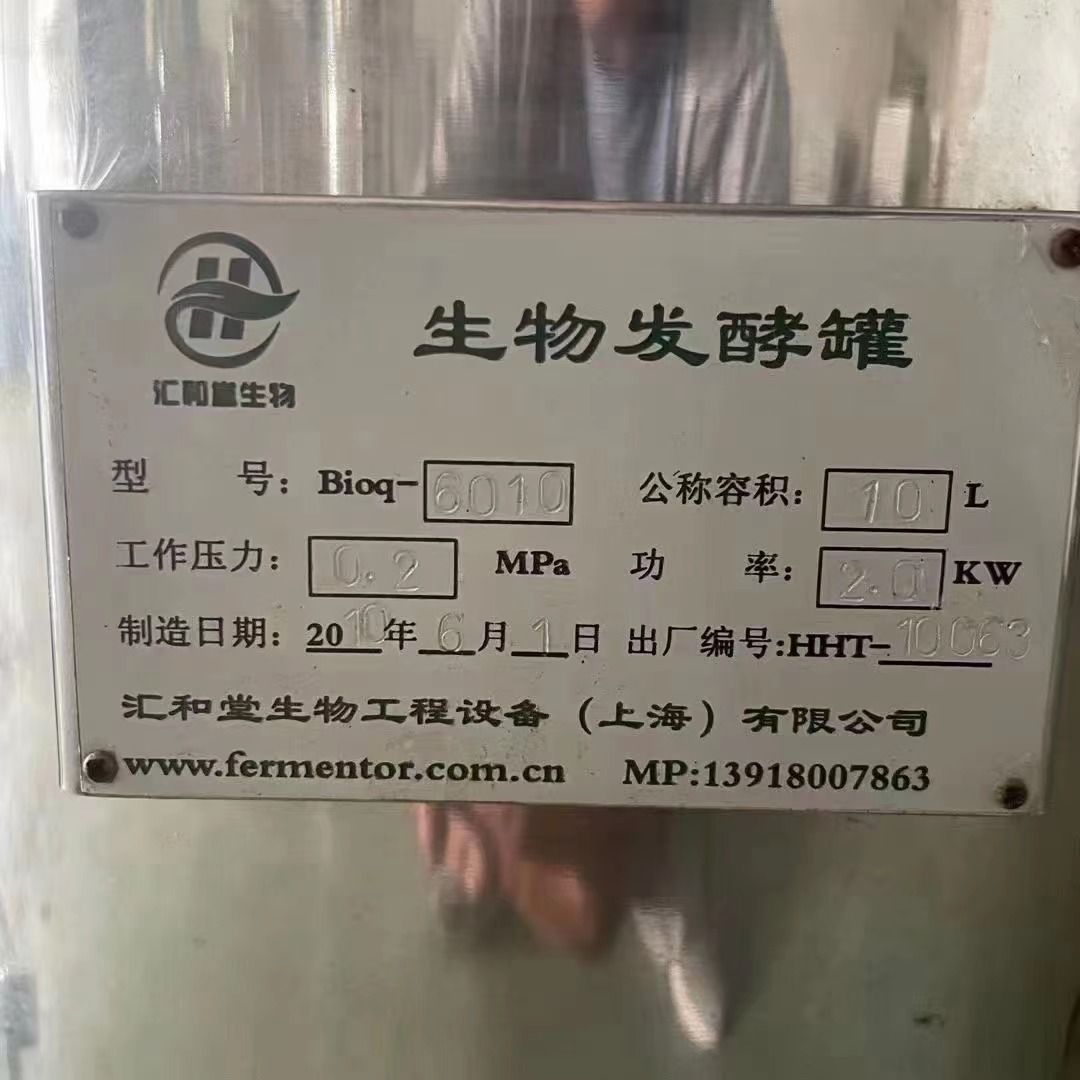 汇和堂生物
生物发酵罐
型 号：Bioq-6010 公称容积：10 L
工作压力：0.2 MPa 功 率：2.0 KW
制造日期：2010年6月1日 出厂编号:HHT-10063
汇和堂生物工程设备（上海）有限公司
www.fermentor.com.cn MP:13918007863